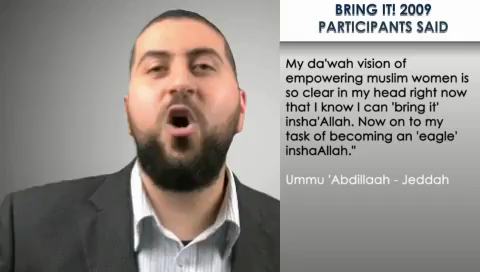 BRING IT! 2009
PARTICIPANTS SAID
My da'wah vision of
empowering muslim women is
so clear in my head right now
that I know I can 'bring it'
insha'Allah. Now on to my
task of becoming an 'eagle'
inshaAllah."
Ummu 'Abdillaah - Jeddah